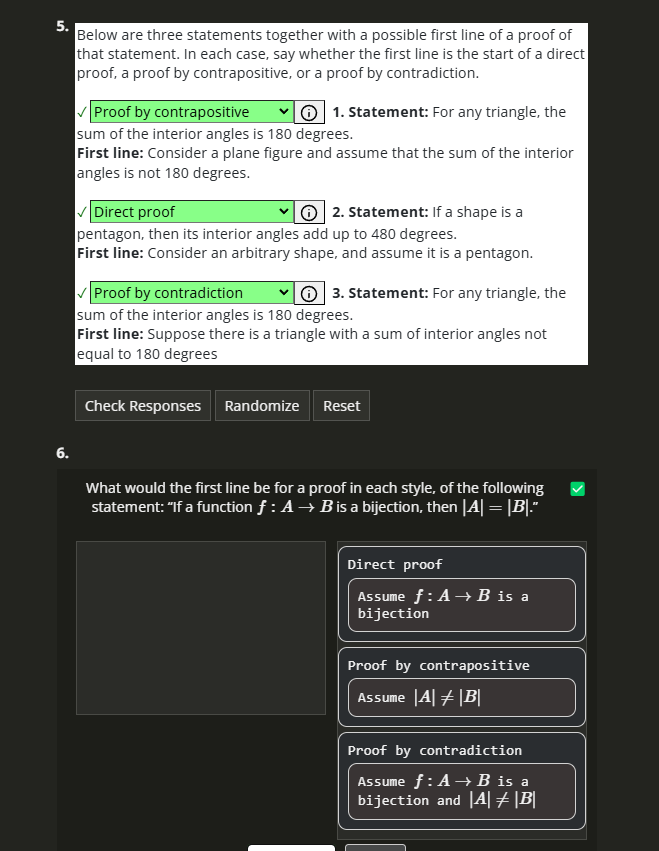 5.
Below are three statements together with a possible first line of a proof of
that statement. In each case, say whether the first line is the start of a direct
proof, a proof by contrapositive, or a proof by contradiction.
✓ Proof by contrapositive 1. Statement: For any triangle, the
sum of the interior angles is 180 degrees.
First line: Consider a plane figure and assume that the sum of the interior
angles is not 180 degrees.
✓ Direct proof 2. Statement: If a shape is a
pentagon, then its interior angles add up to 480 degrees.
First line: Consider an arbitrary shape, and assume it is a pentagon.
✓ Proof by contradiction 3. Statement: For any triangle, the
sum of the interior angles is 180 degrees.
First line: Suppose there is a triangle with a sum of interior angles not
equal to 180 degrees
Check Responses Randomize Reset
6.
What would the first line be for a proof in each style, of the following
statement: "If a function f : A → B is a bijection, then |A| = |B|."
Direct proof
Assume f : A → B is a
bijection
Proof by contrapositive
Assume |A| ≠ |B|
Proof by contradiction
Assume f : A → B is a
bijection and |A| ≠ |B|